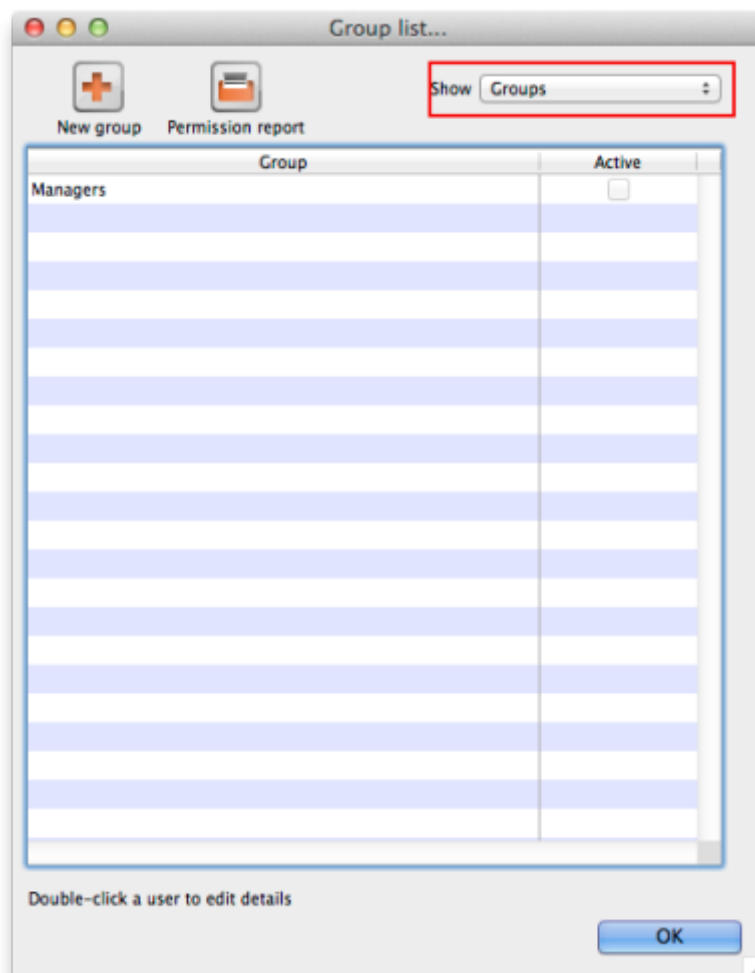 Group list...
Show Groups
New group Permission report
Group Active
Managers
Double-click a user to edit details
OK